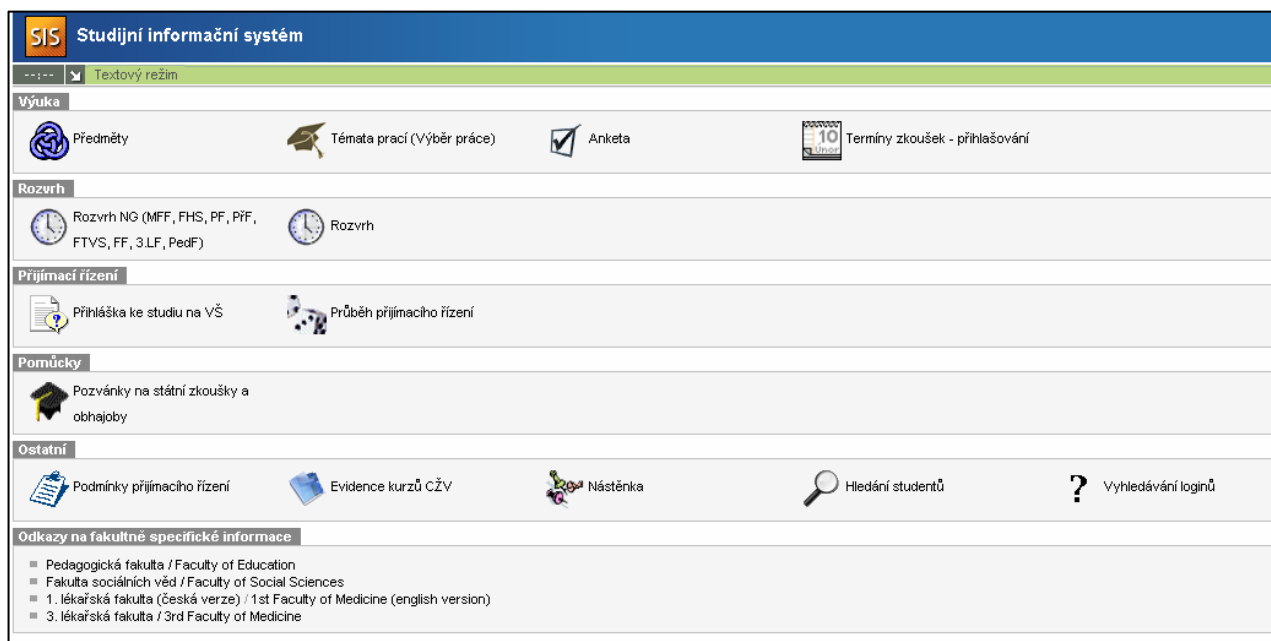 SIS Studijní informační systém
--:-- Textový režim
Výuka
Předměty
Témata prací (Výběr práce)
Anketa
10
Únor
Termíny zkoušek - přihlašování
Rozvrh
Rozvrh NG (MFF, FHS, PF, PřF,
FTVS, FF, 3.LF, PedF)
Rozvrh
Přijímací řízení
Přihláška ke studiu na VŠ
Průběh přijímacího řízení
Pomůcky
Pozvánky na státní zkoušky a
obhajoby
Ostatní
Podmínky přijímacího řízení
Evidence kurzů CŽV
Nástěnka
Hledání studentů
? Vyhledávání loginů
Odkazy na fakultně specifické informace
Pedagogická fakulta / Faculty of Education
Fakulta sociálních věd / Faculty of Social Sciences
1. lékařská fakulta (česká verze) / 1st Faculty of Medicine (english version)
3. lékařská fakulta / 3rd Faculty of Medicine